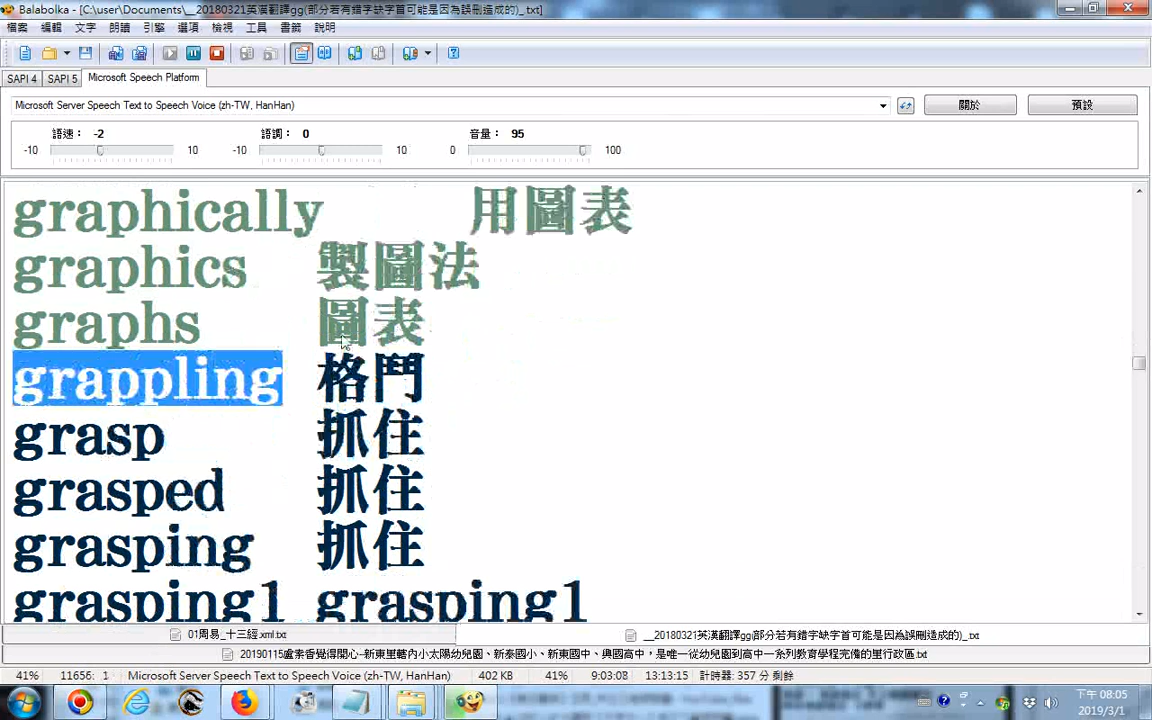 Balabolka - [C:\user\Documents\__20180321英漢翻譯gg(部分若有錯字缺字首可能是因為誤刪造成的)_.txt]
檔案 編輯 文字 朗讀 引擎 選項 檢視 工具 書籤 說明
SAPI 4 SAPI 5 Microsoft Speech Platform
Microsoft Server Speech Text to Speech Voice (zh-TW, HanHan) 關於 預設
語速： -2 語調： 0 音量： 95
-10 10 -10 10 0 100
graphically 用圖表
graphics 製圖法
graphs 圖表
grappling 格鬥
grasp 抓住
grasped 抓住
grasping 抓住
grasping1 grasping1
01周易_十三經.xml.txt __20180321英漢翻譯gg(部分若有錯字缺字首可能是因為誤刪造成的)_.txt
20190115盧素香覺得開心-新東里轄內小太陽幼兒園、新泰國小、新東國中、興國高中，是唯一從幼兒園到高中一系列教育學程完備的里行政區.txt
41% 11656: 1 Microsoft Server Speech Text to Speech Voice (zh-TW, HanHan) 402 KB 41% 9:03:08 13:13:15 計時器: 357 分 剩餘
下午 08:05
2019/3/1